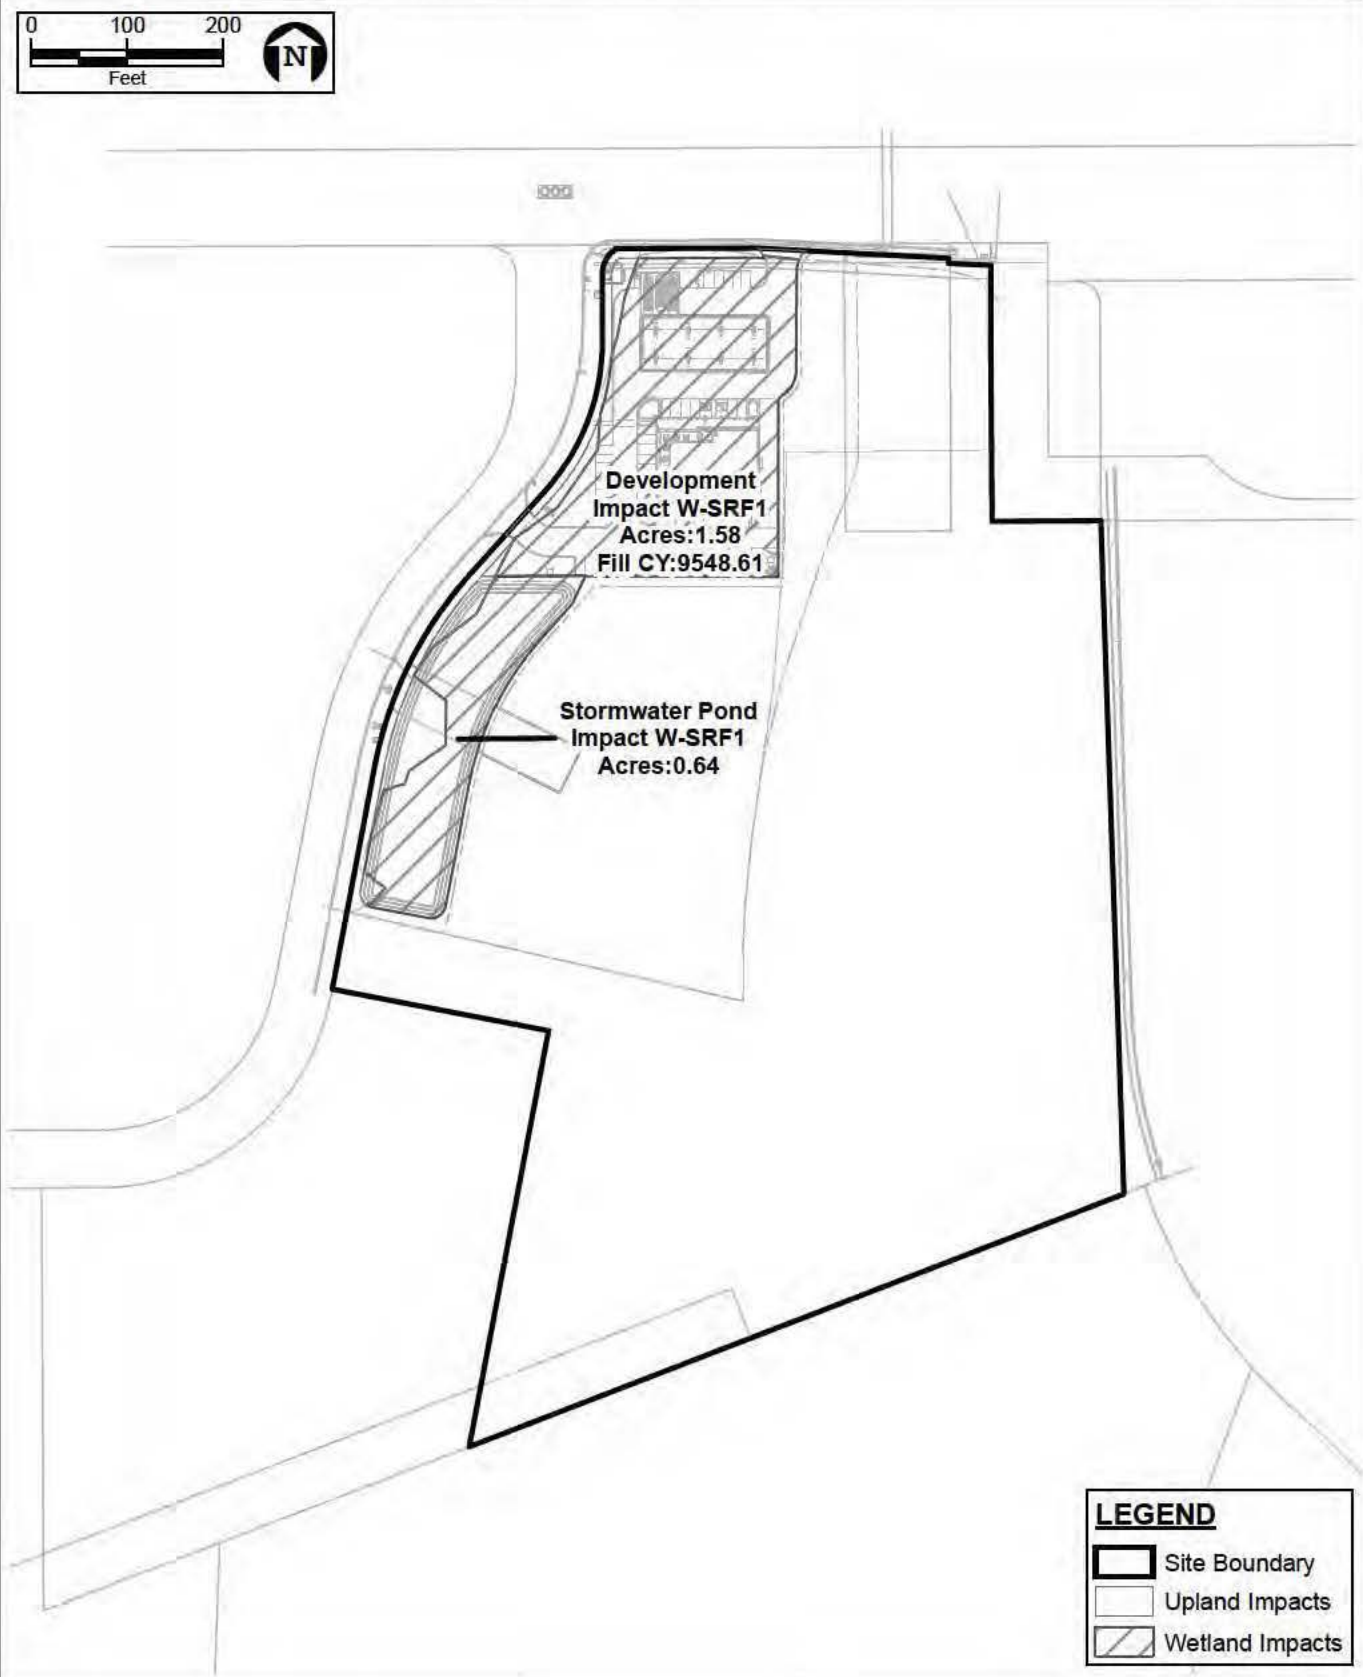 0 100 200
Feet
N
Development
Impact W-SRF1
Acres:1.58
Fill CY:9548.61
Stormwater Pond
Impact W-SRF1
Acres:0.64
LEGEND
Site Boundary
Upland Impacts
Wetland Impacts